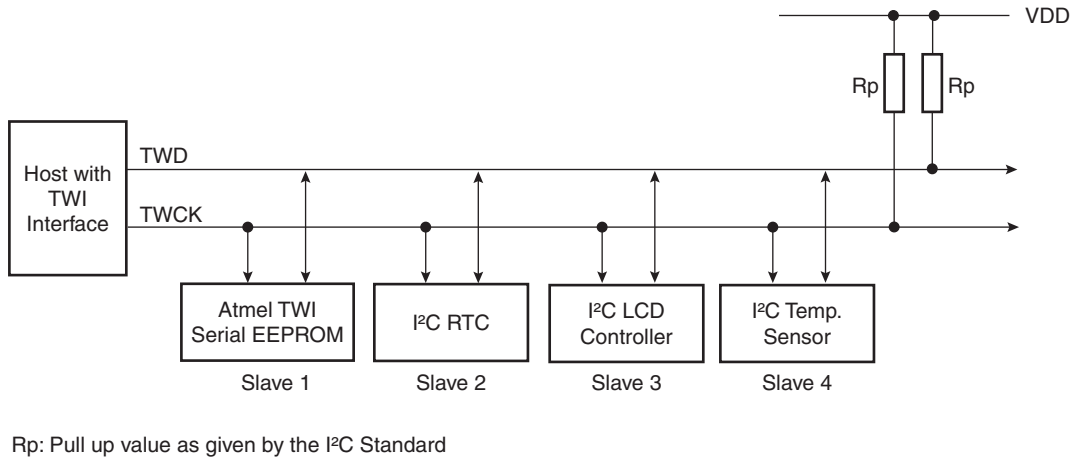 VDD
Rp
Rp
Host with
TWI
Interface
TWD
TWCK
Atmel TWI
Serial EEPROM
I²C RTC
I²C LCD
Controller
I²C Temp.
Sensor
Slave 1
Slave 2
Slave 3
Slave 4
Rp: Pull up value as given by the I²C Standard